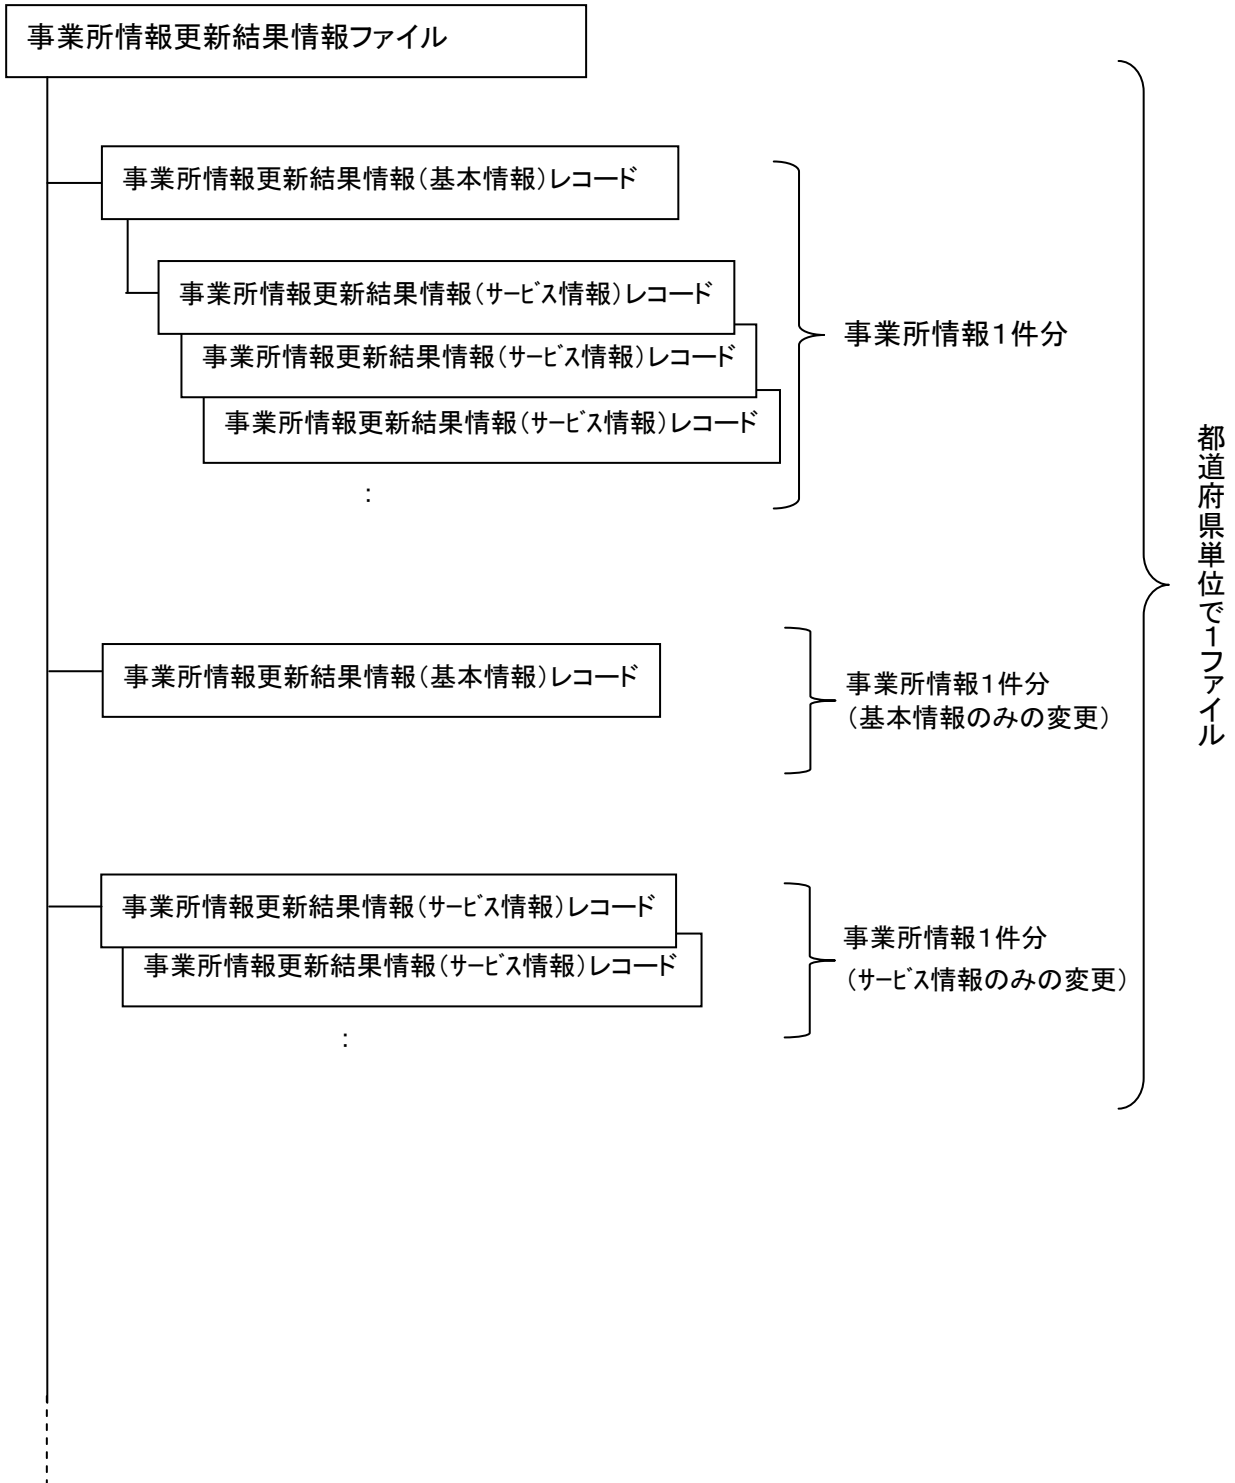 事業所情報更新結果情報ファイル
事業所情報更新結果情報（基本情報）レコード
事業所情報更新結果情報（ｻｰﾋﾞｽ情報）レコード
事業所情報更新結果情報（ｻｰﾋﾞｽ情報）レコード
事業所情報更新結果情報（ｻｰﾋﾞｽ情報）レコード
：
事業所情報１件分
事業所情報更新結果情報（基本情報）レコード
事業所情報１件分
（基本情報のみの変更）
事業所情報更新結果情報（ｻｰﾋﾞｽ情報）レコード
事業所情報更新結果情報（ｻｰﾋﾞｽ情報）レコード
：
事業所情報１件分
（ｻｰﾋﾞｽ情報のみの変更）
都道府県単位で１ファイル